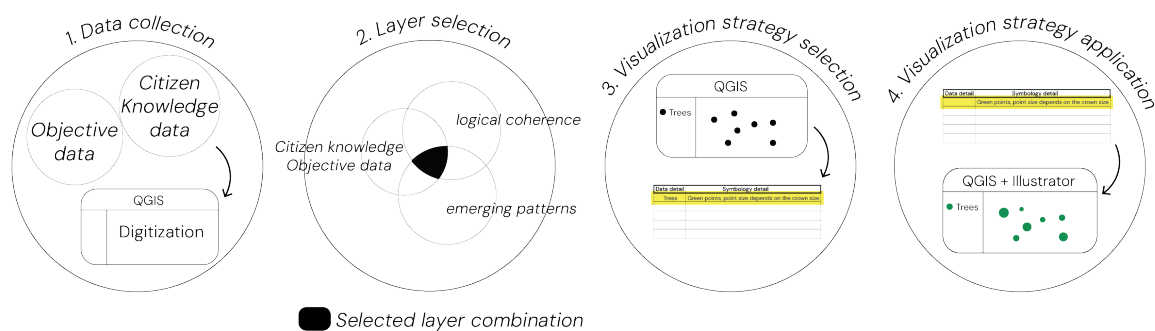 1. Data collection
Citizen
Knowledge
data
Objective
data
QGIS
Digitization
2. Layer selection
logical coherence
Citizen knowledge
Objective data
emerging patterns
Selected layer combination
3. Visualization strategy selection
QGIS
Trees
Data detail Symbology detail
Trees Green points, point size depends on the crown size
4. Visualization strategy application
Data detail Symbology detail
Green points, point size depends on the crown size
QGIS + Illustrator
Trees